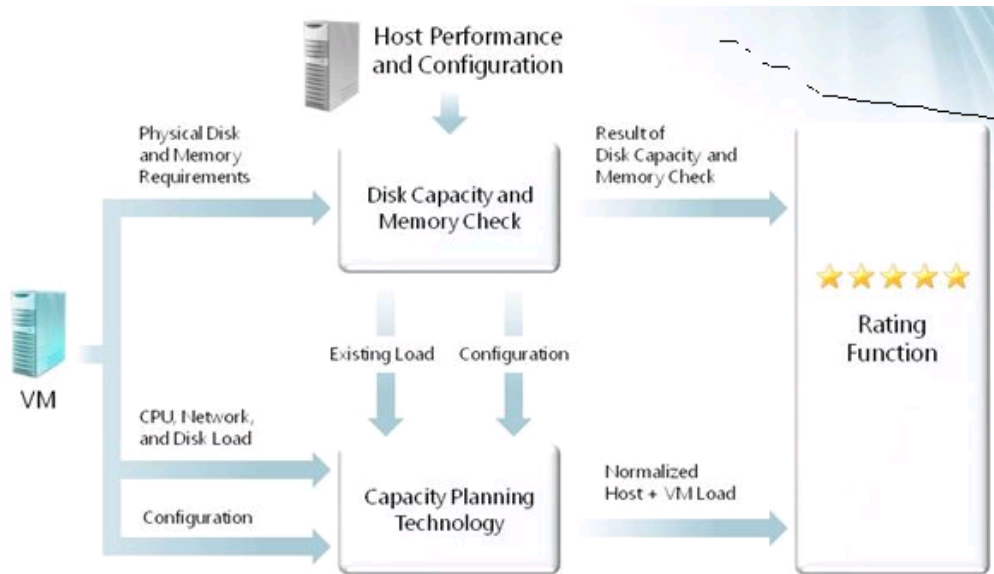 Host Performance
and Configuration
Physical Disk
and Memory
Requirements
Result of
Disk Capacity and
Memory Check
Disk Capacity and
Memory Check
Rating
Function
Existing Load
Configuration
VM
CPU, Network,
and Disk Load
Capacity Planning
Technology
Normalized
Host + VM Load
Configuration